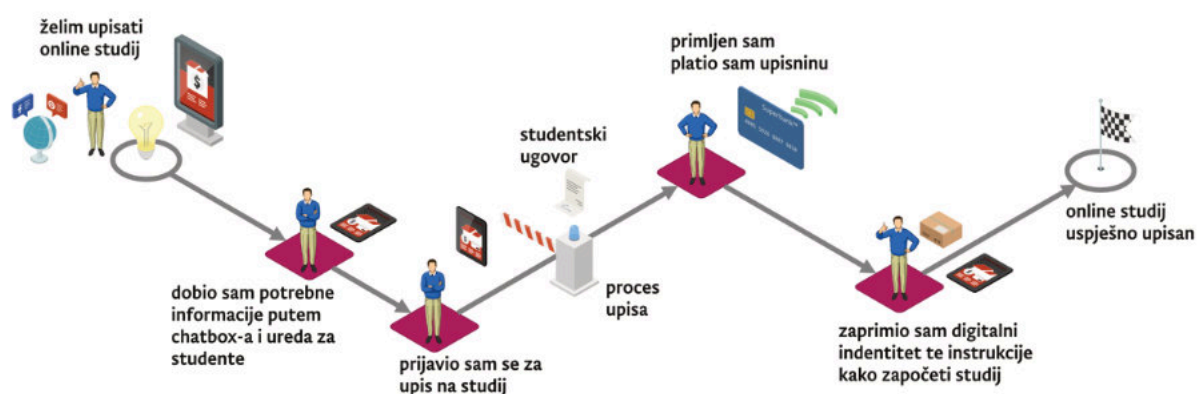 želim upisati
online studij
dobio sam potrebne
informacije putem
chatbox-a i ureda za
studente
prijavio sam se za
upis na studij
studentski
ugovor
proces
upisa
primljen sam
platio sam upisninu
zaprimio sam digitalni
indentitet te instrukcije
kako započeti studij
online studij
uspješno upisan